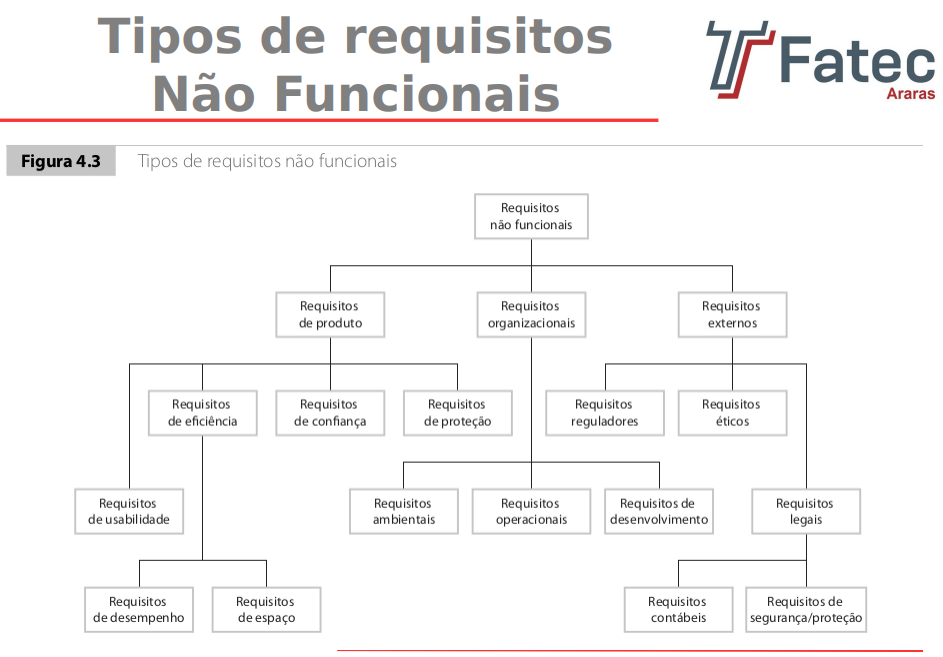 Tipos de requisitos
Não Funcionais
Fatec
Araras
Figura 4.3 Tipos de requisitos não funcionais
Requisitos
não funcionais
Requisitos
de produto
Requisitos
organizacionais
Requisitos
externos
Requisitos
de eficiência
Requisitos
de confiança
Requisitos
de proteção
Requisitos
reguladores
Requisitos
éticos
Requisitos
de usabilidade
Requisitos
ambientais
Requisitos
operacionais
Requisitos de
desenvolvimento
Requisitos
legais
Requisitos
de desempenho
Requisitos
de espaço
Requisitos
contábeis
Requisitos de
segurança/proteção